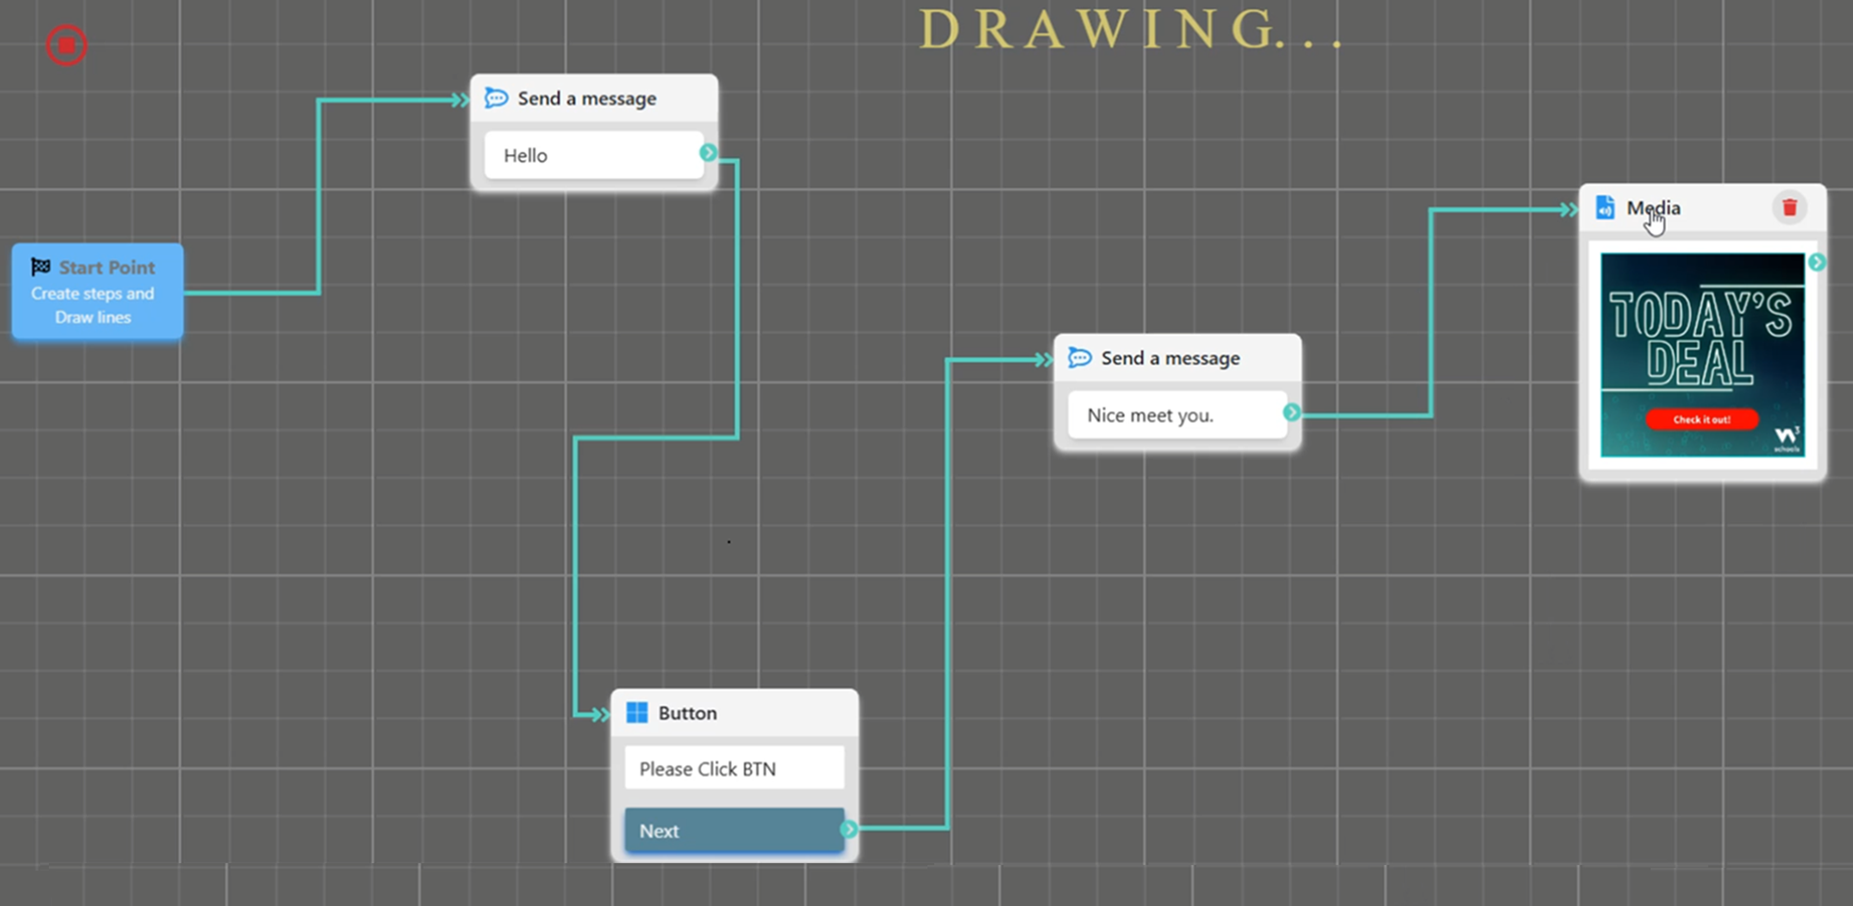 DRAWING...
Send a message
Hello
Start Point
Create steps and
Draw lines
Media
TODAY'S
DEAL
Check it out!
W3
schools
Send a message
Nice meet you.
Button
Please Click BTN
Next